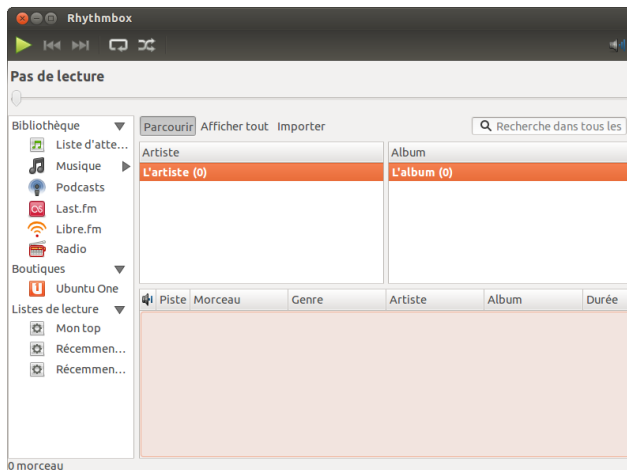 Rhythmbox
Pas de lecture
Bibliothèque
Liste d'atte...
Musique
Podcasts
Last.fm
Libre.fm
Radio
Boutiques
Ubuntu One
Listes de lecture
Mon top
Récemmen...
Récemmen...
Parcourir Afficher tout Importer
Recherche dans tous les
Artiste Album
L'artiste (0) L'album (0)
Piste Morceau Genre Artiste Album Durée
0 morceau